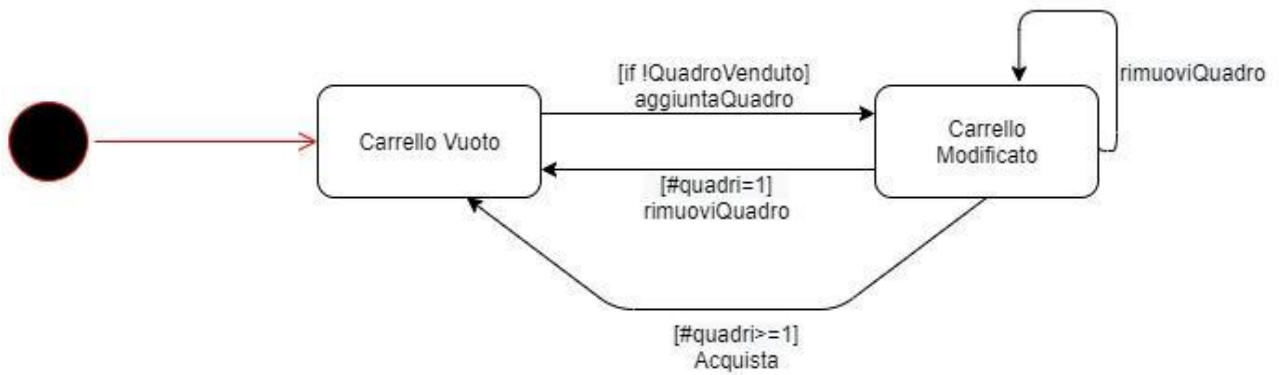 [if !QuadroVenduto]
aggiuntaQuadro
rimuoviQuadro
Carrello Vuoto
Carrello
Modificato
[#quadri=1]
rimuoviQuadro
[#quadri>=1]
Acquista